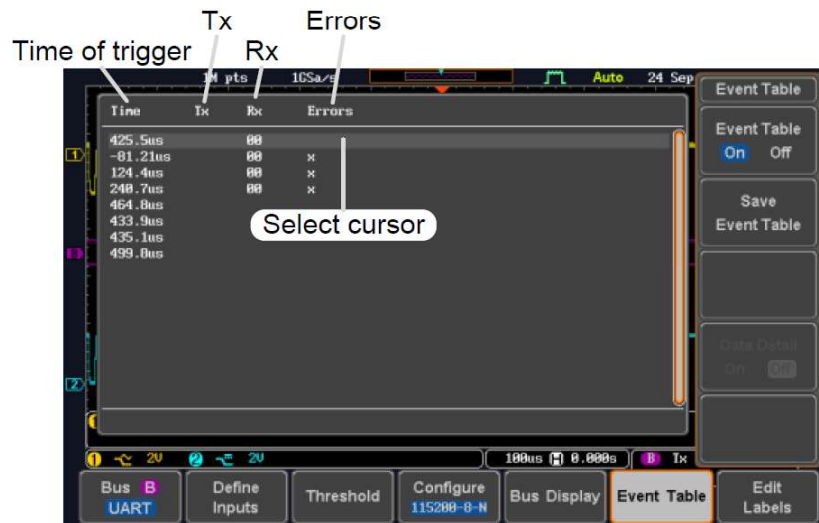 Tx
Errors
Time of trigger
Rx
1M pts
1GSa/s
Auto
24 Sep
Event Table
Time Tx Rx Errors
425.5us 00
-81.21us 00 x
124.4us 00 x
240.7us 00 x
464.8us
433.9us
435.1us
499.8us
Select cursor
Event Table
On Off
Save
Event Table
Data Detail
On Off
1
B
2
1 2V 2 2V 100us H 0.000s B Tx
Bus B
UART
Define
Inputs
Threshold
Configure
115200-8-N
Bus Display
Event Table
Edit
Labels